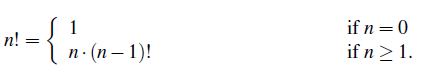 n! = { 1 if n = 0
n · (n – 1)! if n ≥ 1.